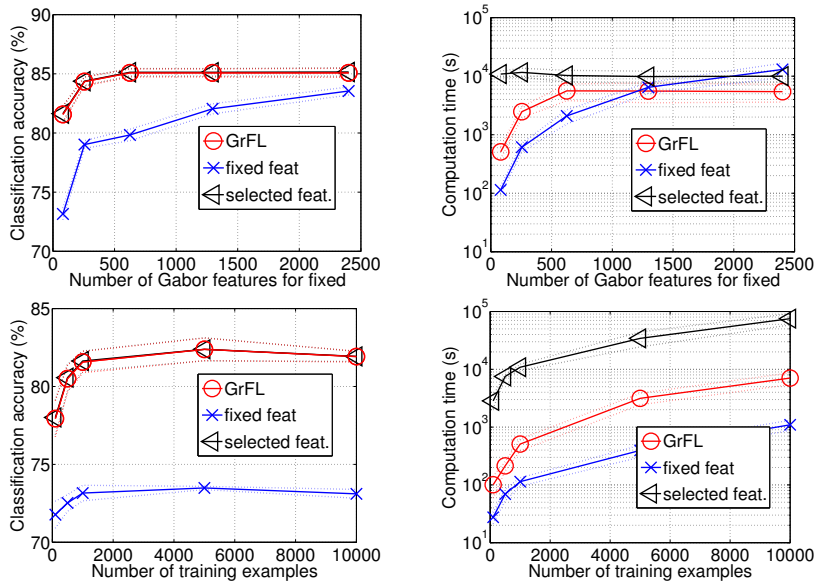 Classification accuracy (%)
90
85
80
75
70
0 500 1000 1500 2000 2500
Number of Gabor features for fixed
GrFL
fixed feat
selected feat.
Computation time (s)
10^5
10^4
10^3
10^2
10^1
0 500 1000 1500 2000 2500
Number of Gabor features for fixed
GrFL
fixed feat
selected feat.
Classification accuracy (%)
85
80
75
70
0 2000 4000 6000 8000 10000
Number of training examples
GrFL
fixed feat
selected feat.
Computation time (s)
10^5
10^4
10^3
10^2
10^1
0 2000 4000 6000 8000 10000
Number of training examples
GrFL
fixed feat
selected feat.